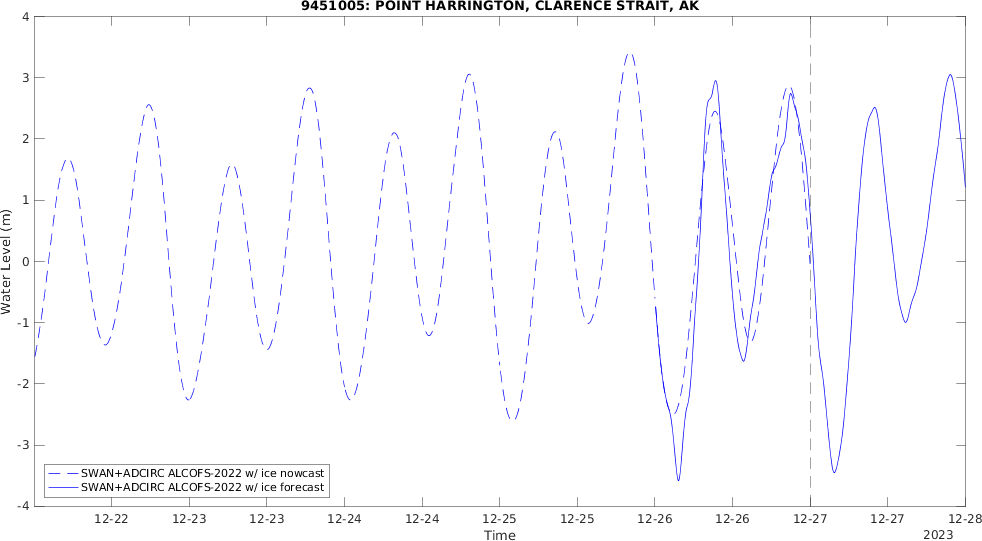 9451005: POINT HARRINGTON, CLARENCE STRAIT, AK
4
3
2
1
0
-1
-2
-3
-4
Water Level (m)
SWAN+ADCIRC ALCOFS-2022 w/ ice nowcast
SWAN+ADCIRC ALCOFS-2022 w/ ice forecast
12-22 12-23 12-23 12-24 12-24 12-25 12-25 12-26 12-26 12-27 12-27 12-28
Time
2023